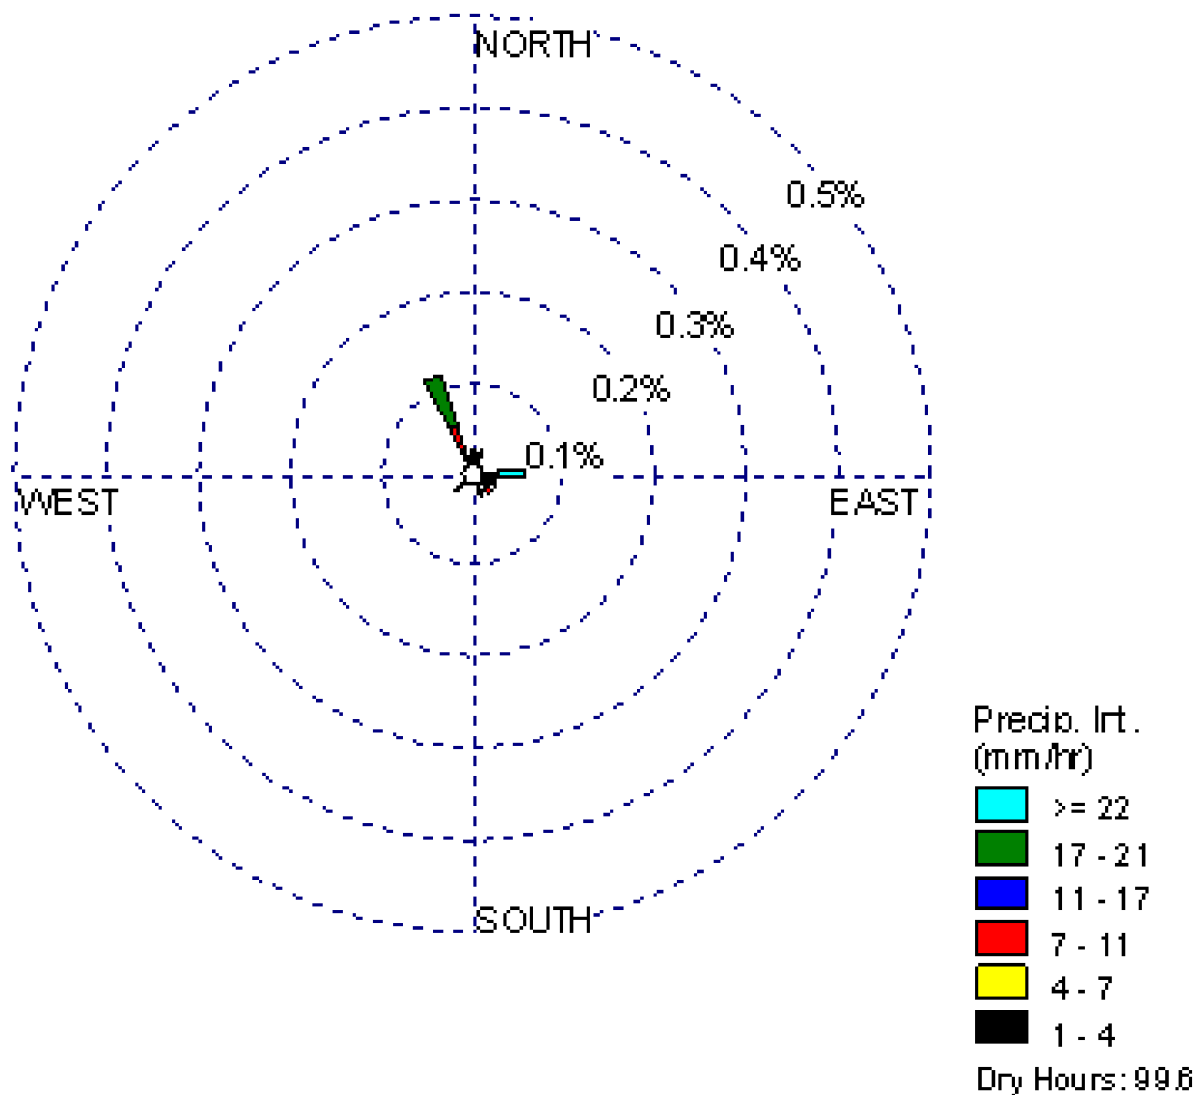 NORTH
0.5%
0.4%
0.3%
0.2%
0.1%
WEST
EAST
SOUTH
Precip. Int.
(mm/hr)
>= 22
17 - 21
11 - 17
7 - 11
4 - 7
1 - 4
Dry Hours: 99.6